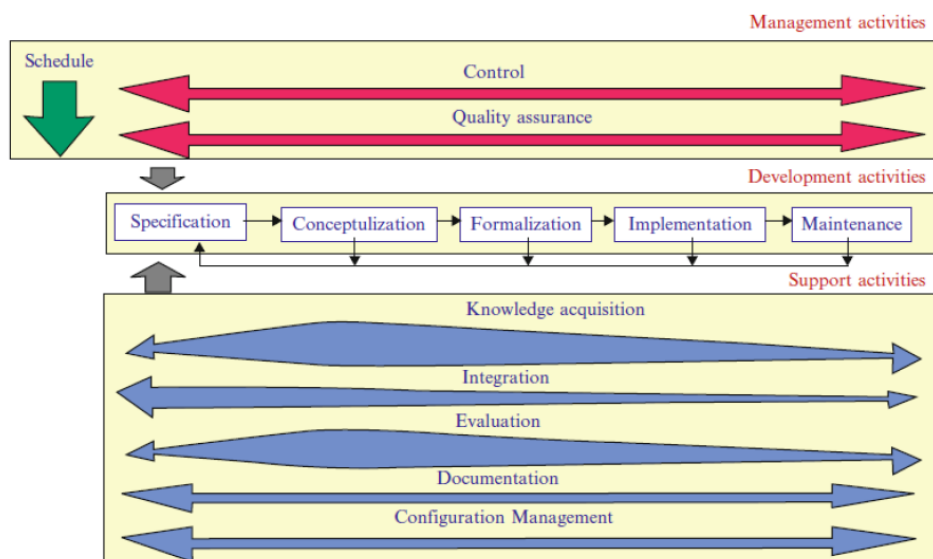 Management activities
Schedule
Control
Quality assurance
Development activities
Specification
Conceptulization
Formalization
Implementation
Maintenance
Support activities
Knowledge acquisition
Integration
Evaluation
Documentation
Configuration Management